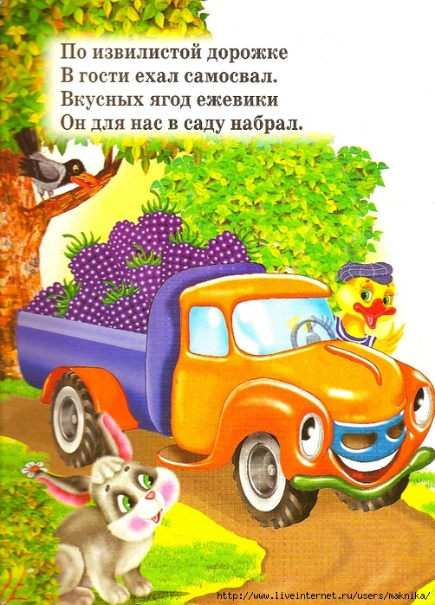 По извилистой дорожке
В гости ехал самосвал.
Вкусных ягод ежевики
Он для нас в саду набрал.
http://www.liveinternet.ru/users/maknika/